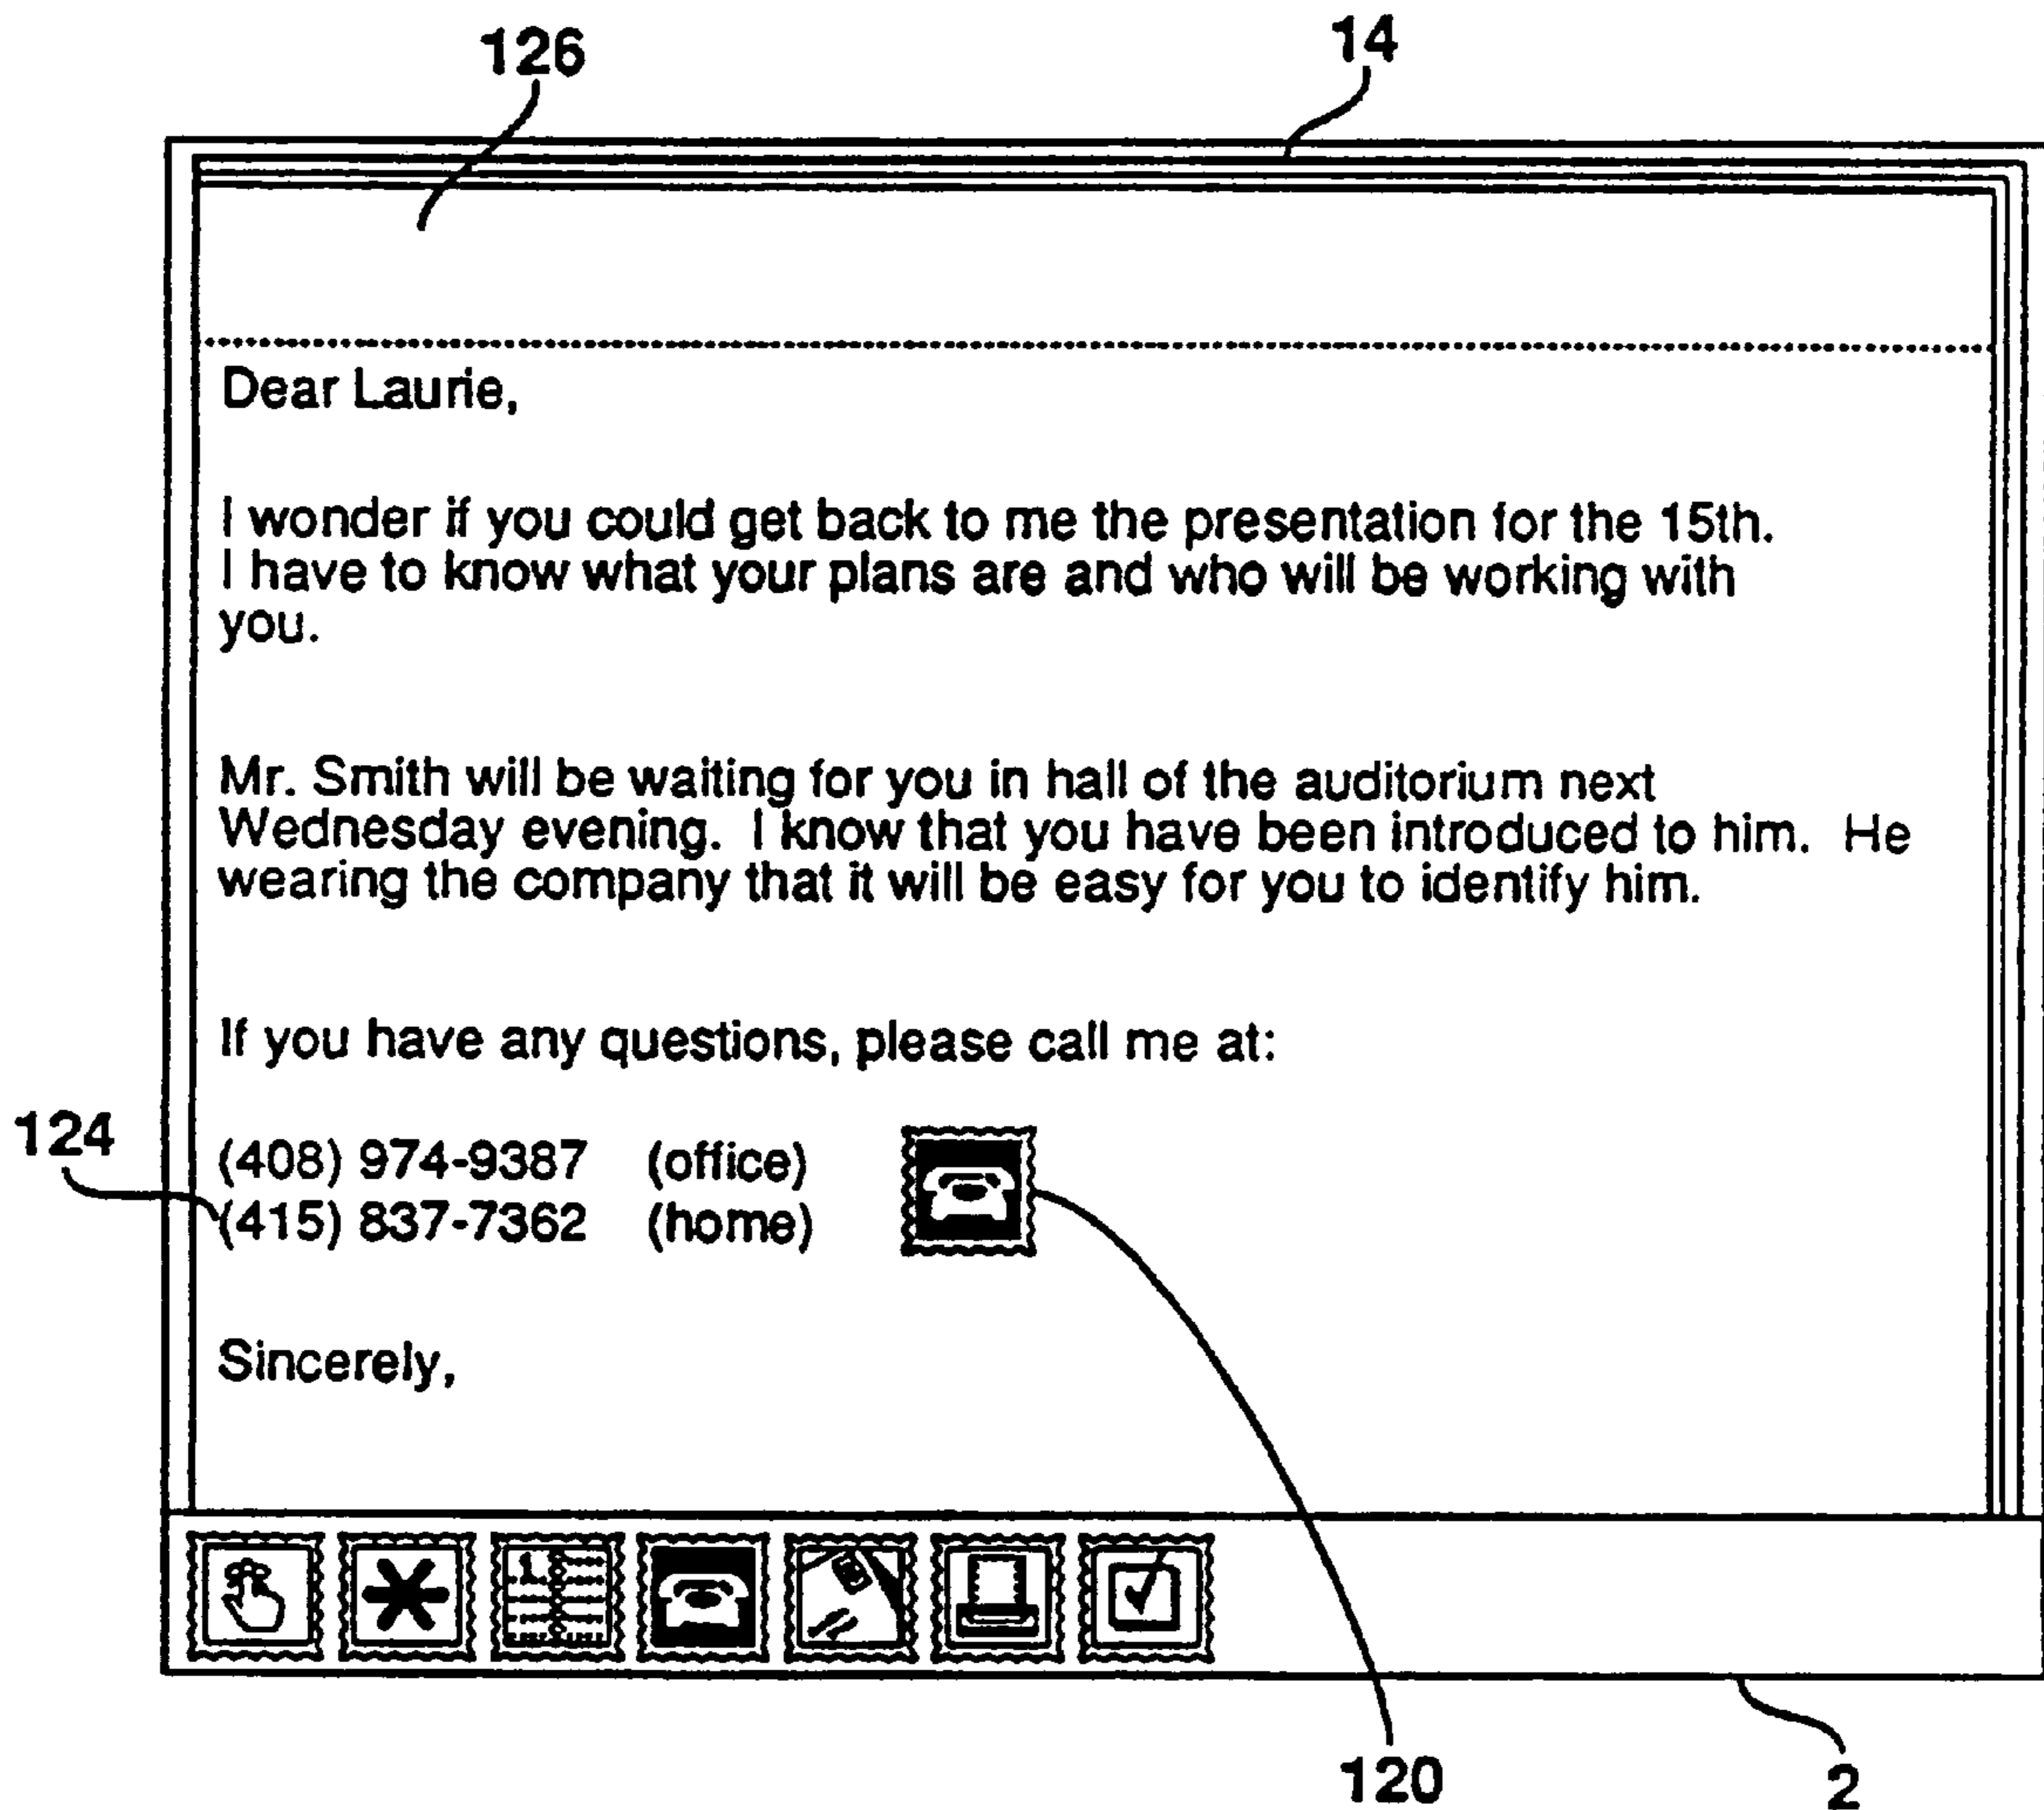 126
14
Dear Laurie,
I wonder if you could get back to me the presentation for the 15th.
I have to know what your plans are and who will be working with
you.
Mr. Smith will be waiting for you in hall of the auditorium next
Wednesday evening.  I know that you have been introduced to him.  He
wearing the company that it will be easy for you to identify him.
If you have any questions, please call me at:
124
(408) 974-9387 (office)
(415) 837-7362 (home)
Sincerely,
1
120
2